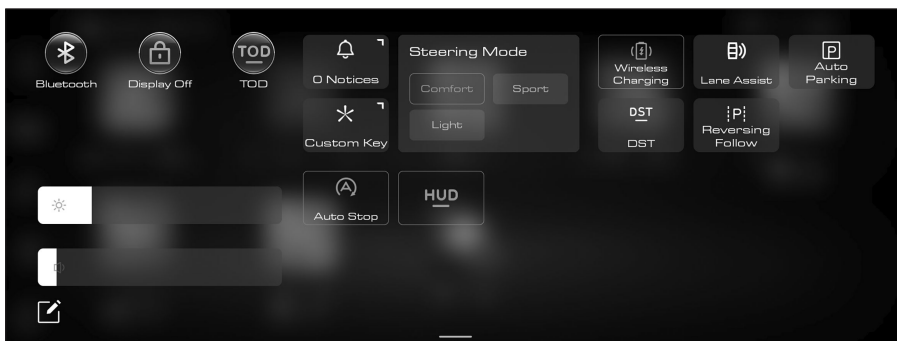 TOD
Bluetooth
Display Off
TOD
0 Notices
Custom Key
Steering Mode
Comfort
Sport
Light
Wireless
Charging
Lane Assist
P
Auto
Parking
DST
DST
P
Reversing
Follow
A
Auto Stop
HUD